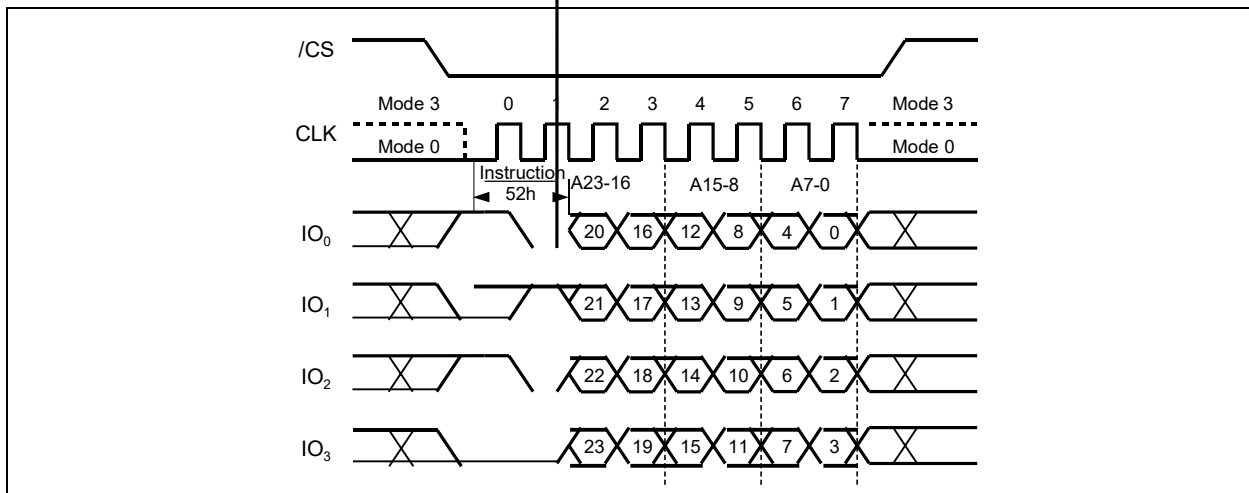 /CS
Mode 3 0 1 2 3 4 5 6 7 Mode 3
CLK
Mode 0 Mode 0
Instruction A23-16 A15-8 A7-0
52h
IO0 20 16 12 8 4 0
IO1 21 17 13 9 5 1
IO2 22 18 14 10 6 2
IO3 23 19 15 11 7 3